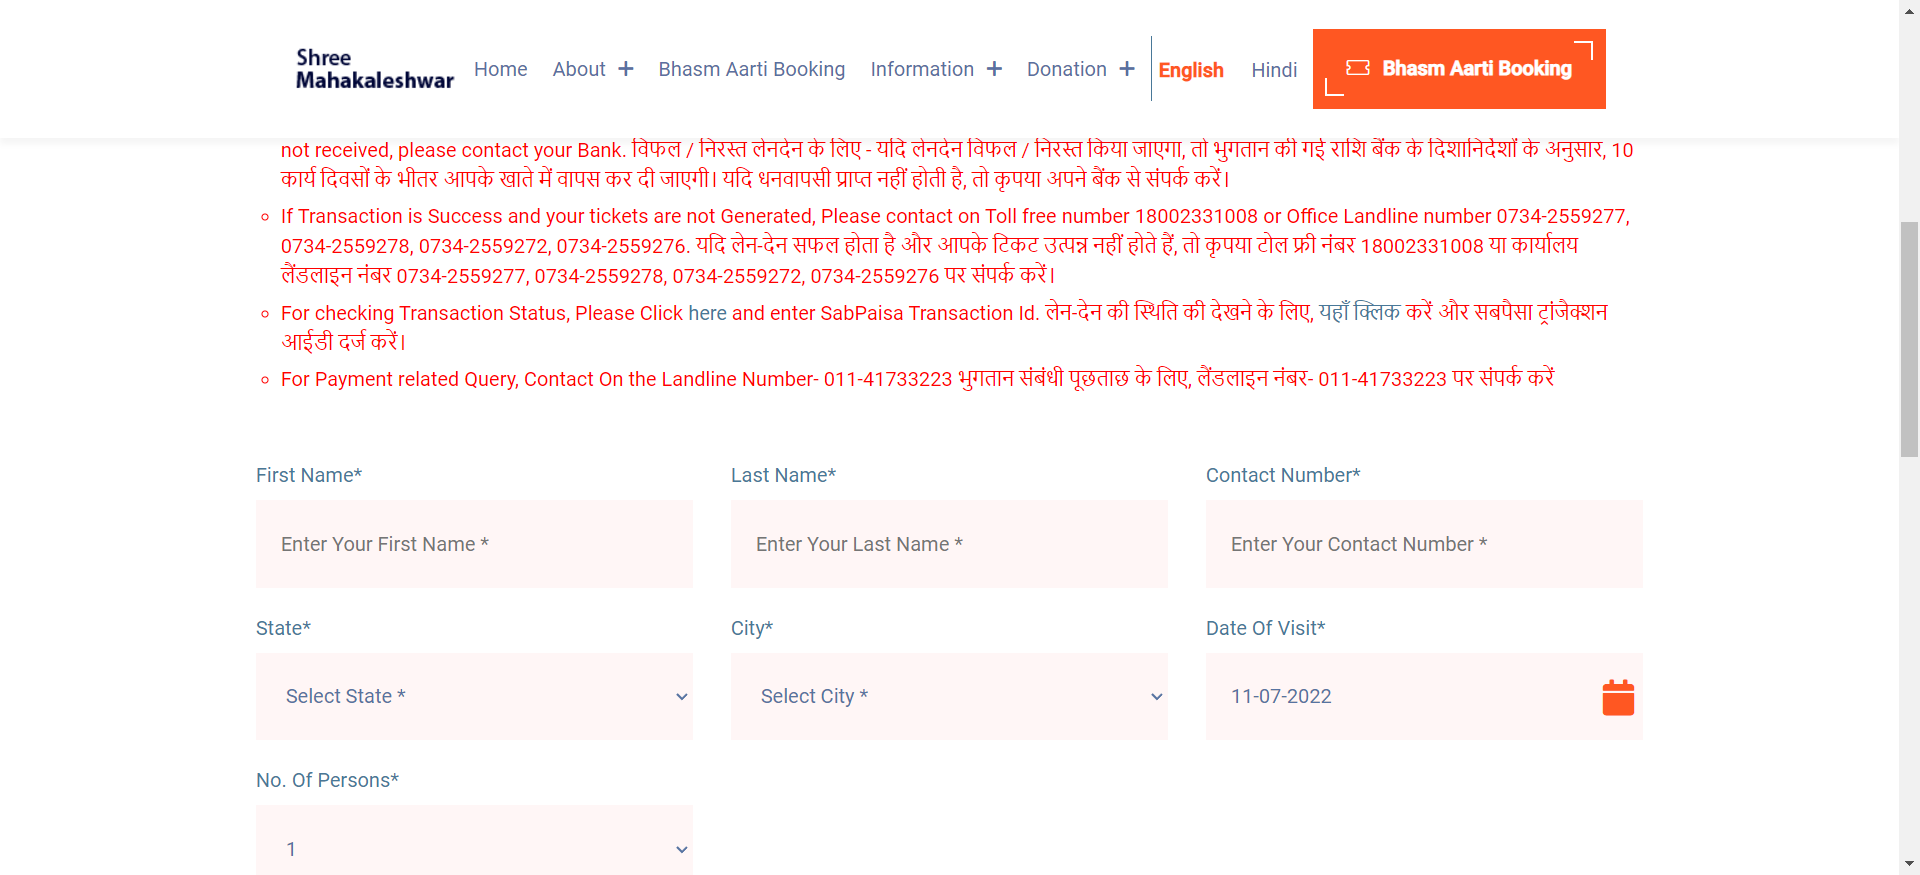 Shree
Mahakaleshwar
Home About + Bhasm Aarti Booking Information + Donation + English Hindi Bhasm Aarti Booking
not received, please contact your Bank. विफल / निरस्त लेनदेन के लिए - यदि लेनदेन विफल / निरस्त किया जाएगा, तो भुगतान की गई राशि बैंक के दिशानिर्देशों के अनुसार, 10
कार्य दिवसों के भीतर आपके खाते में वापस कर दी जाएगी। यदि धनवापसी प्राप्त नहीं होती है, तो कृपया अपने बैंक से संपर्क करें।
If Transaction is Success and your tickets are not Generated, Please contact on Toll free number 18002331008 or Office Landline number 0734-2559277,
0734-2559278, 0734-2559272, 0734-2559276. यदि लेन-देन सफल होता है और आपके टिकट उत्पन्न नहीं होते हैं, तो कृपया टोल फ्री नंबर 18002331008 या कार्यालय
लैंडलाइन नंबर 0734-2559277, 0734-2559278, 0734-2559272, 0734-2559276 पर संपर्क करें।
For checking Transaction Status, Please Click here and enter SabPaisa Transaction Id. लेन-देन की स्थिति की देखने के लिए, यहाँ क्लिक करें और सबपैसा ट्रांजैक्शन
आईडी दर्ज करें।
For Payment related Query, Contact On the Landline Number- 011-41733223 भुगतान संबंधी पूछताछ के लिए, लैंडलाइन नंबर- 011-41733223 पर संपर्क करें
First Name* Last Name* Contact Number*
Enter Your First Name * Enter Your Last Name * Enter Your Contact Number *
State* City* Date Of Visit*
Select State * Select City * 11-07-2022
No. Of Persons*
1